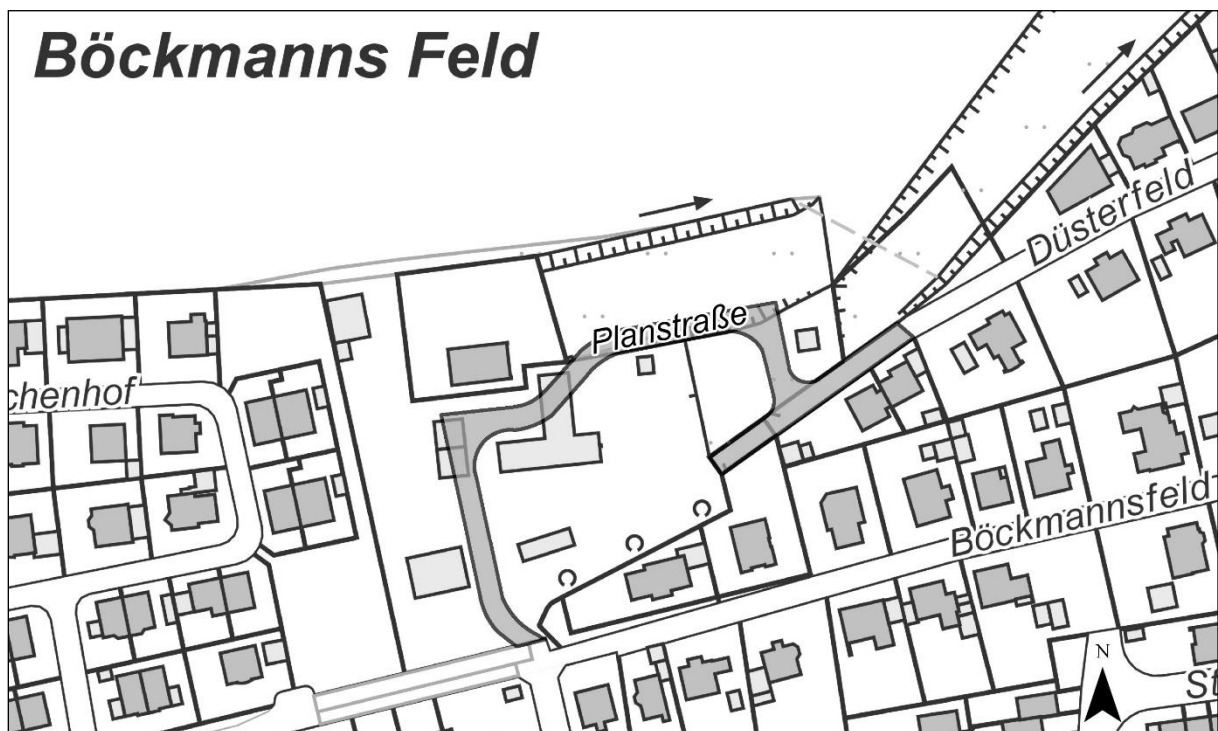 Böckmanns Feld
Düsterfeld
Planstraße
chenhof
Böckmannsfeld
N
St